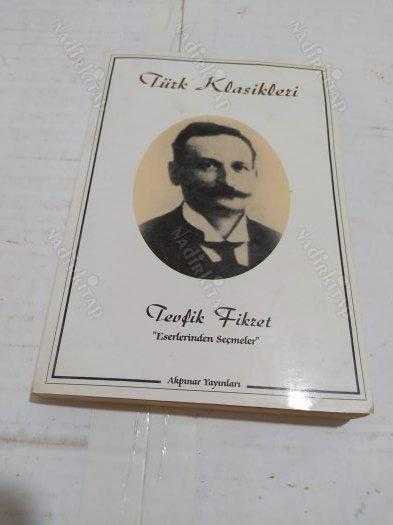 Türk Klasikleri
Tevfik Fikret
"Eserlerinden Seçmeler"
Akpınar Yayınları